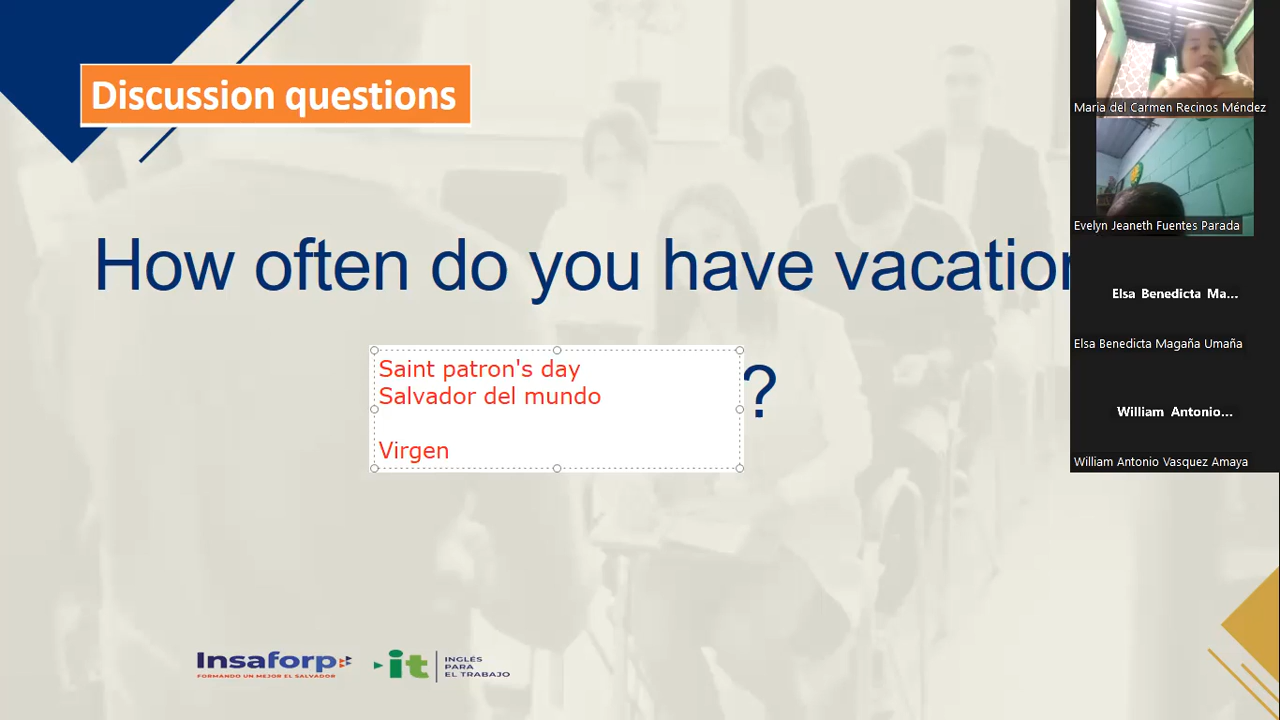 Discussion questions
How often do you have vacation
?
Saint patron's day
Salvador del mundo
Virgen
Insaforp
FORMANDO UN MEJOR EL SALVADOR
it
INGLÉS
PARA
EL TRABAJO
Maria del Carmen Recinos Méndez
Evelyn Jeaneth Fuentes Parada
Elsa Benedicta Ma...
Elsa Benedicta Magaña Umaña
William Antonio...
William Antonio Vasquez Amaya